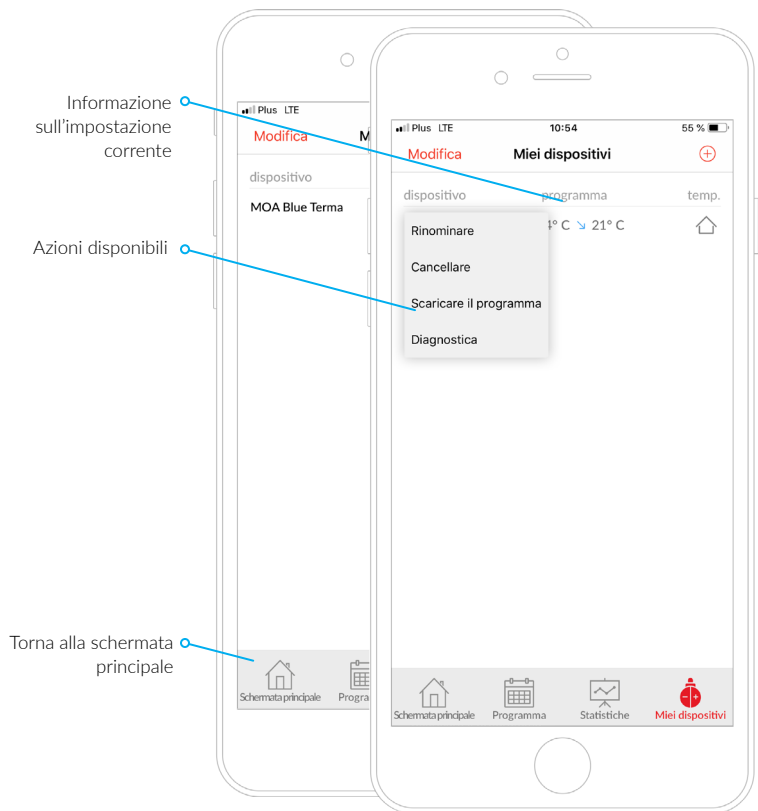 Informazione
sull'impostazione
corrente
Azioni disponibili
Torna alla schermata
principale
Plus LTE
Modifica
dispositivo
MOA Blue Terma
Schermata principale
Plus LTE 10:54 55 %
Modifica Miei dispositivi
dispositivo programma temp.
4° C ↘ 21° C
Rinominare
Cancellare
Scaricare il programma
Diagnostica
Schermata principale Programma Statistiche Miei dispositivi